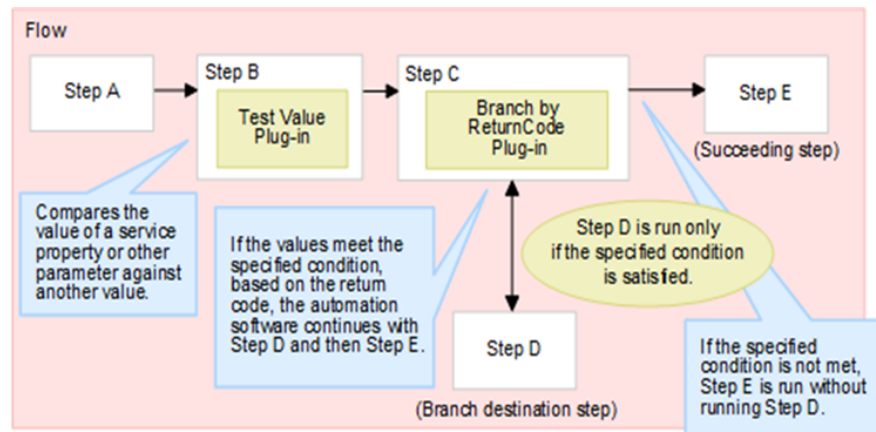 Flow
Step A
Step B
Test Value
Plug-in
Step C
Branch by
ReturnCode
Plug-in
Step E
(Succeeding step)
Compares the
value of a service
property or other
parameter against
another value.
If the values meet the
specified condition,
based on the return
code, the automation
software continues with
Step D and then Step E.
Step D is run only
if the specified condition
is satisfied.
Step D
(Branch destination step)
If the specified
condition is not met,
Step E is run without
running Step D.